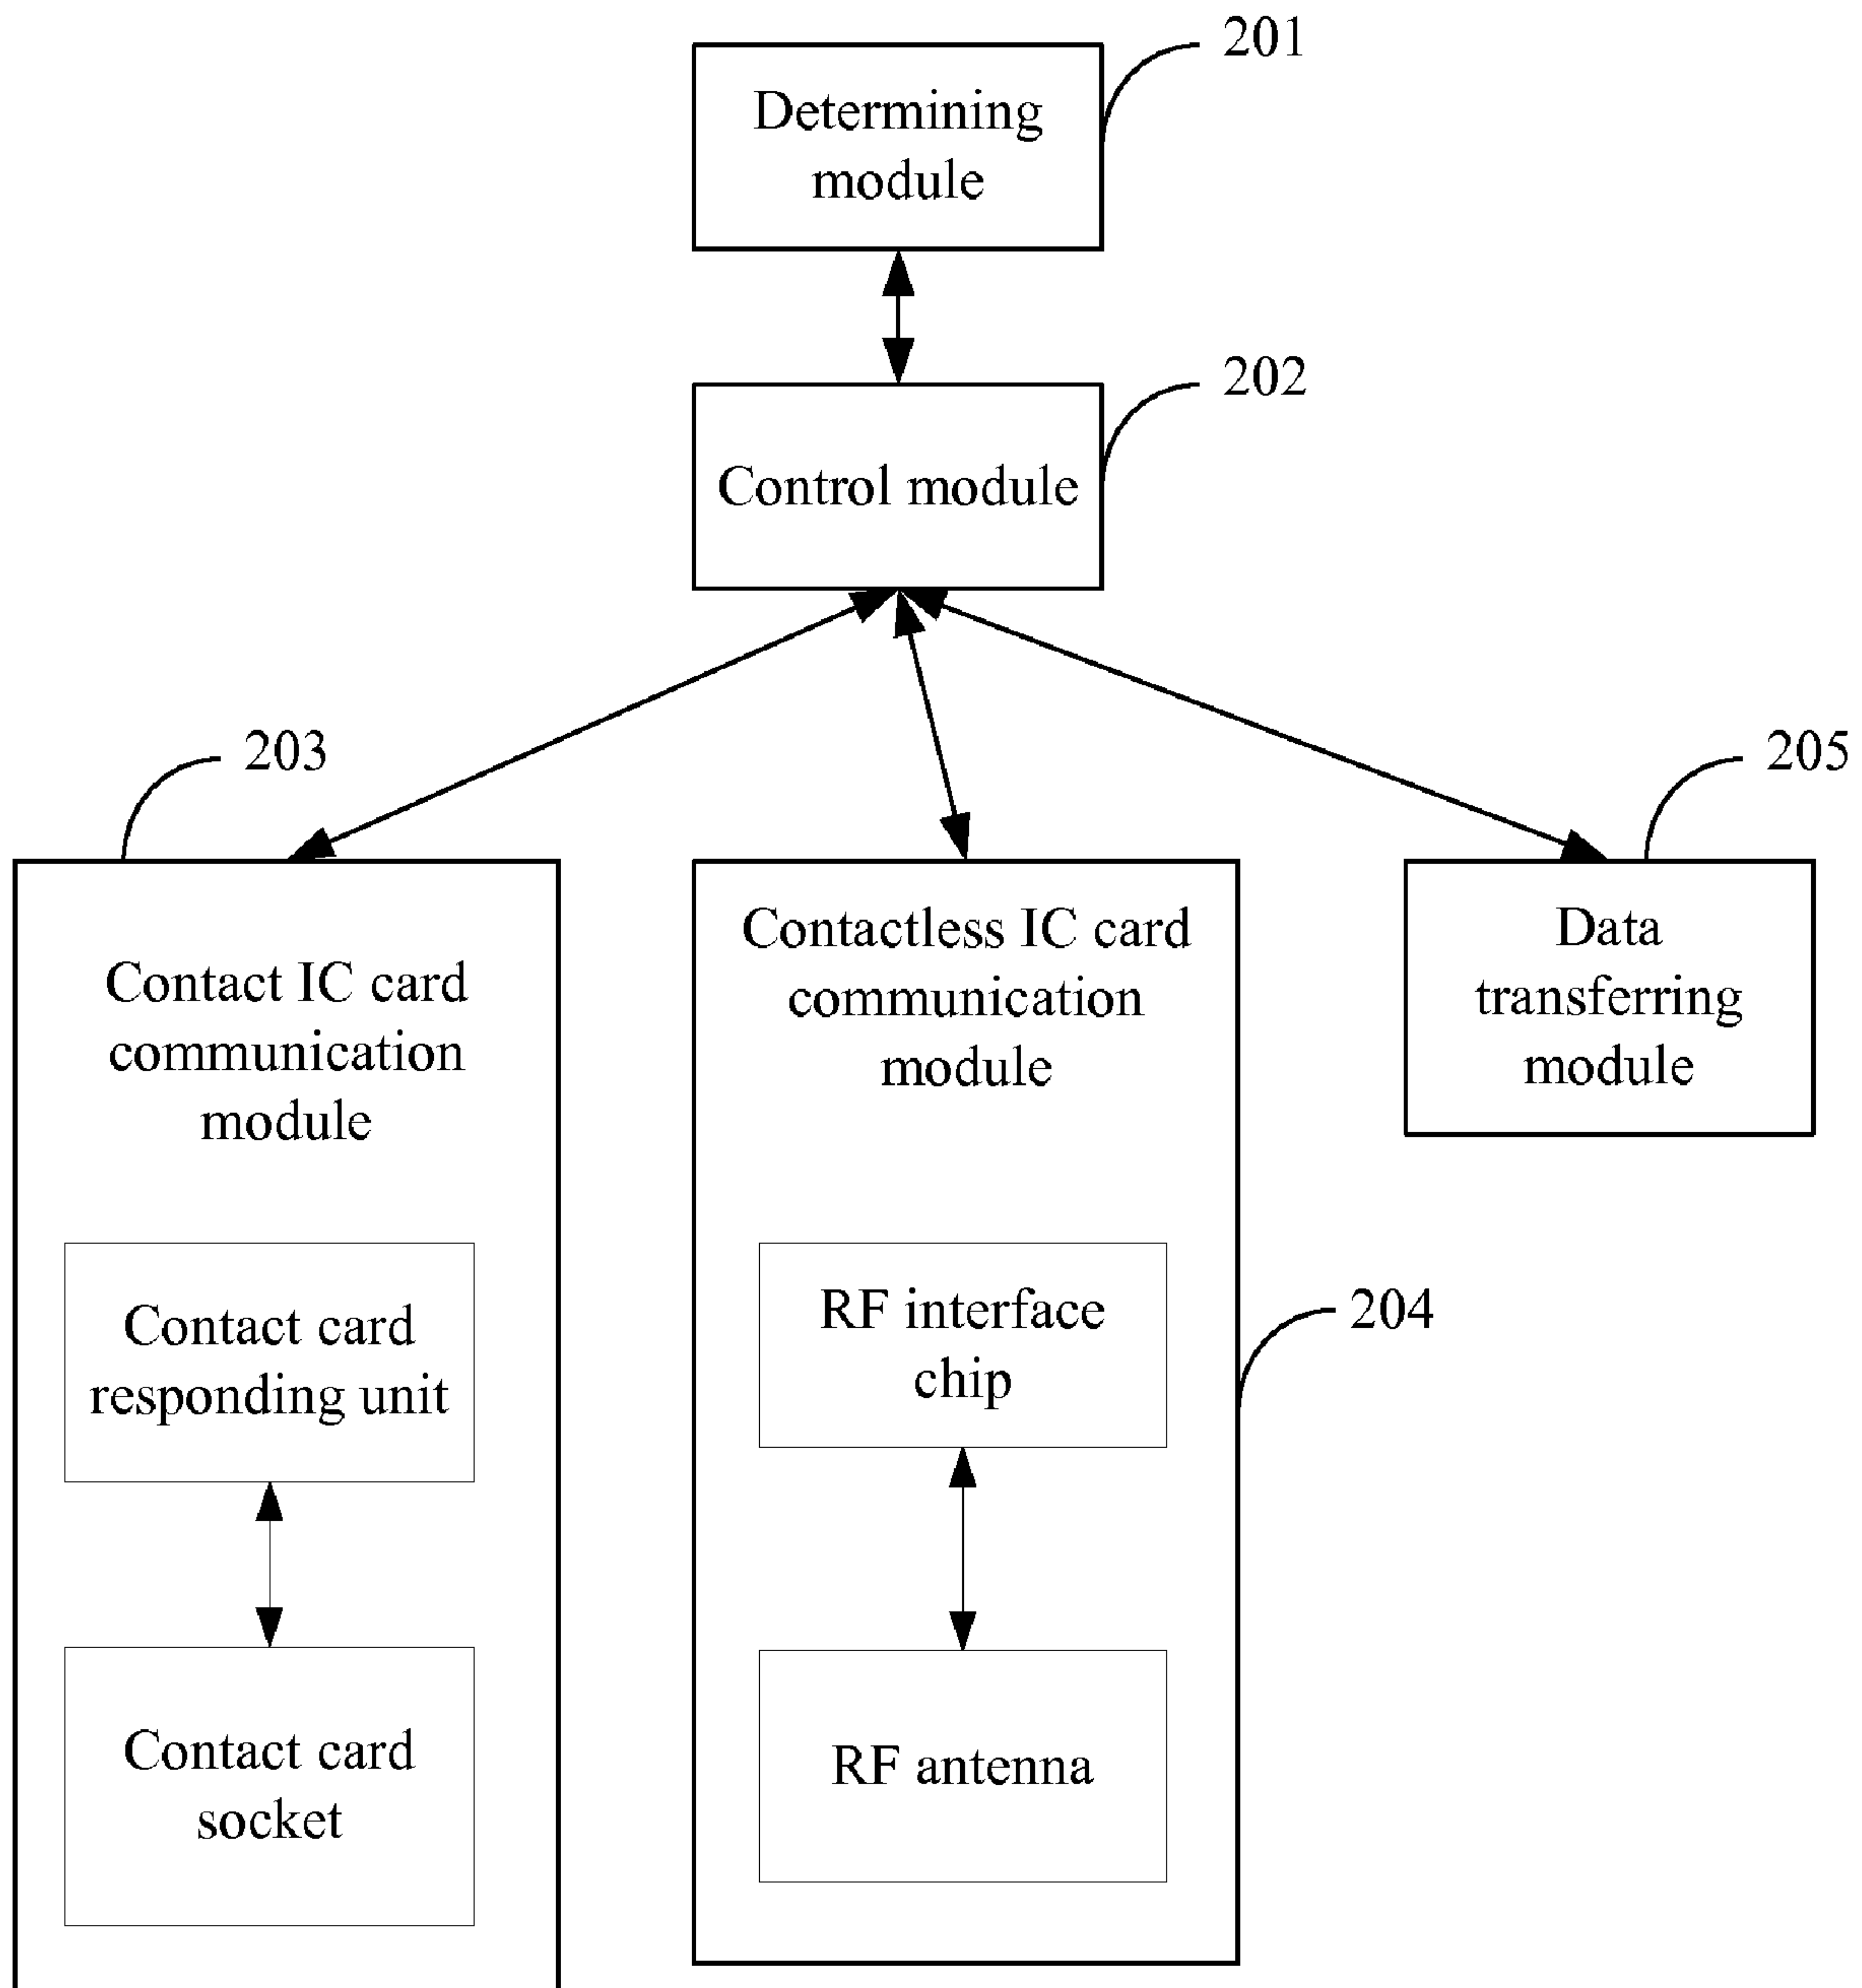 201
Determining
module
202
Control module
203
205
Contact IC card
communication
module
Contactless IC card
communication
module
Data
transferring
module
Contact card
responding unit
RF interface
chip
204
Contact card
socket
RF antenna